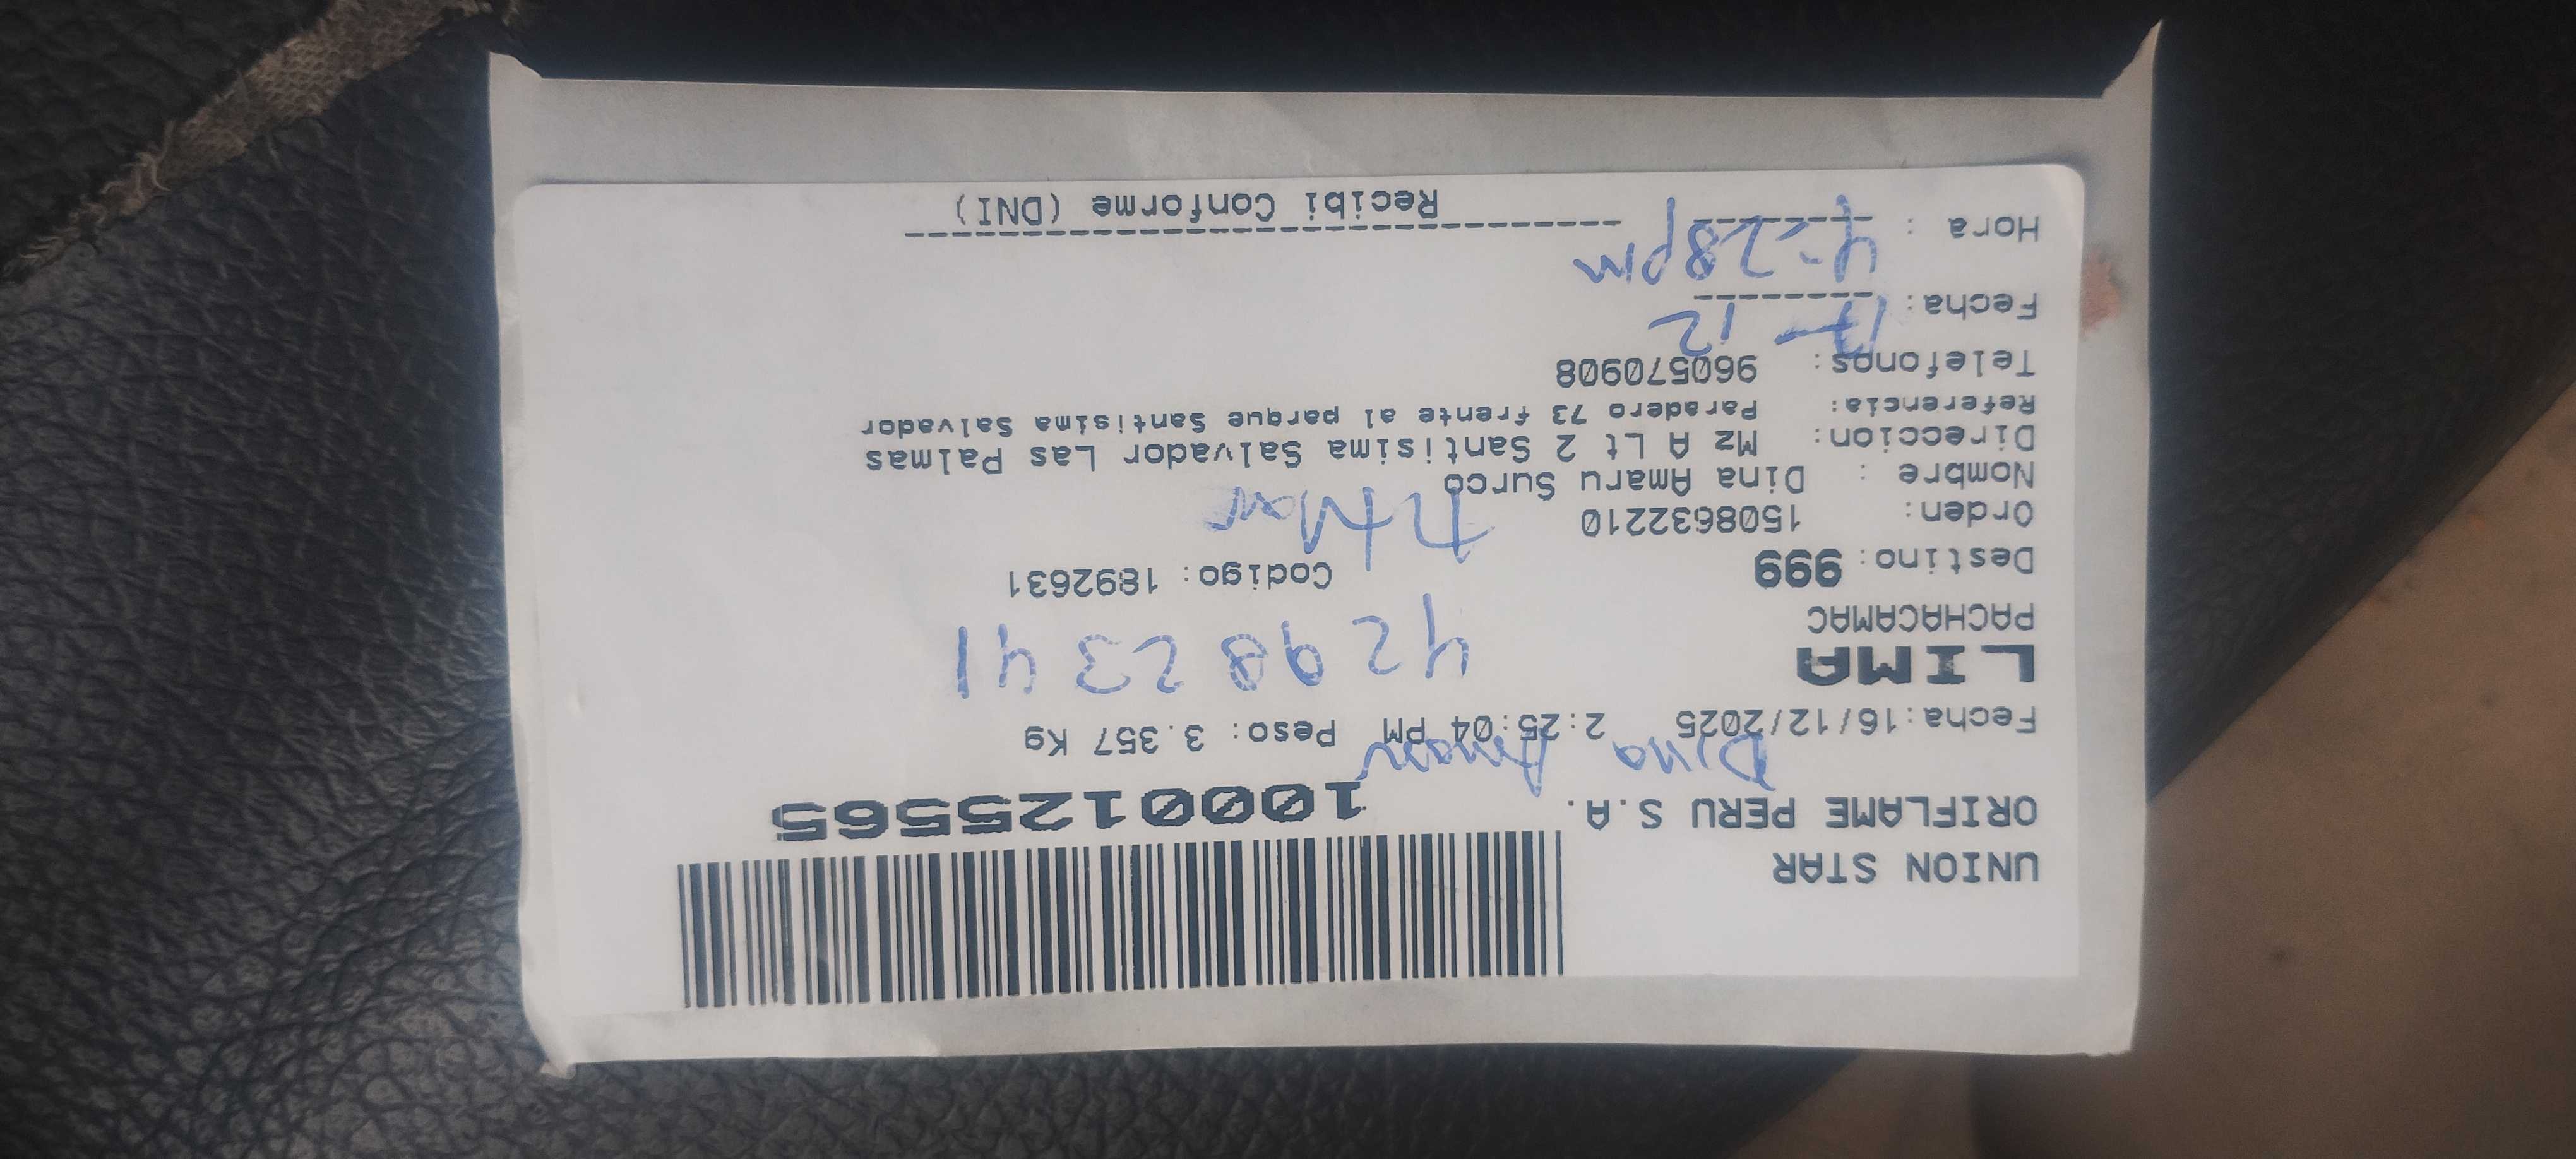 UNION STAR
ORIFLAME PERU S.A.
1000125565
Dina Amaru
Fecha:16/12/2025 2:25:04 PM Peso: 3.357 Kg
LIMA
42982341
PACHACAMAC
Destino: 999 Codigo: 1892631
Orden: 1508632210
Nombre : Dina Amaru Surco
Direccion: Mz A Lt 2 Santisima Salvador Las Palmas
Referencia: Paradero 73 frente al parque Santisima Salvador
Telefonos: 960570908
Fecha: 17-12
Hora : 4:28pm
Recibi Conforme (DNI)